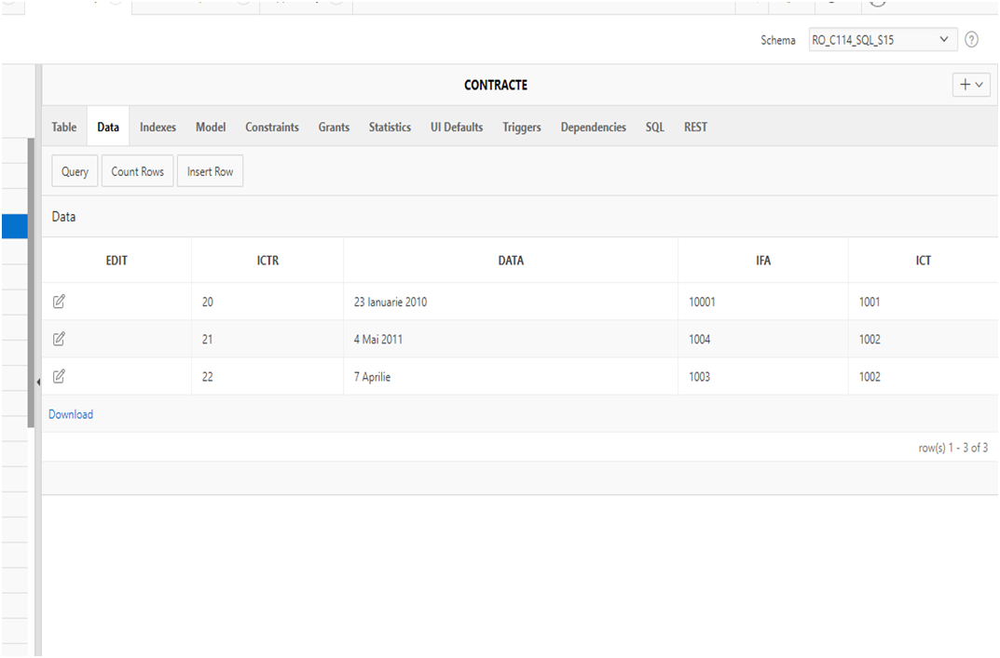 Schema RO_C114_SQL_S15
CONTRACTE
Table Data Indexes Model Constraints Grants Statistics UI Defaults Triggers Dependencies SQL REST
Query Count Rows Insert Row
Data
EDIT ICTR DATA IFA ICT
20 23 Ianuarie 2010 10001 1001
21 4 Mai 2011 1004 1002
22 7 Aprilie 1003 1002
Download
row(s) 1 - 3 of 3